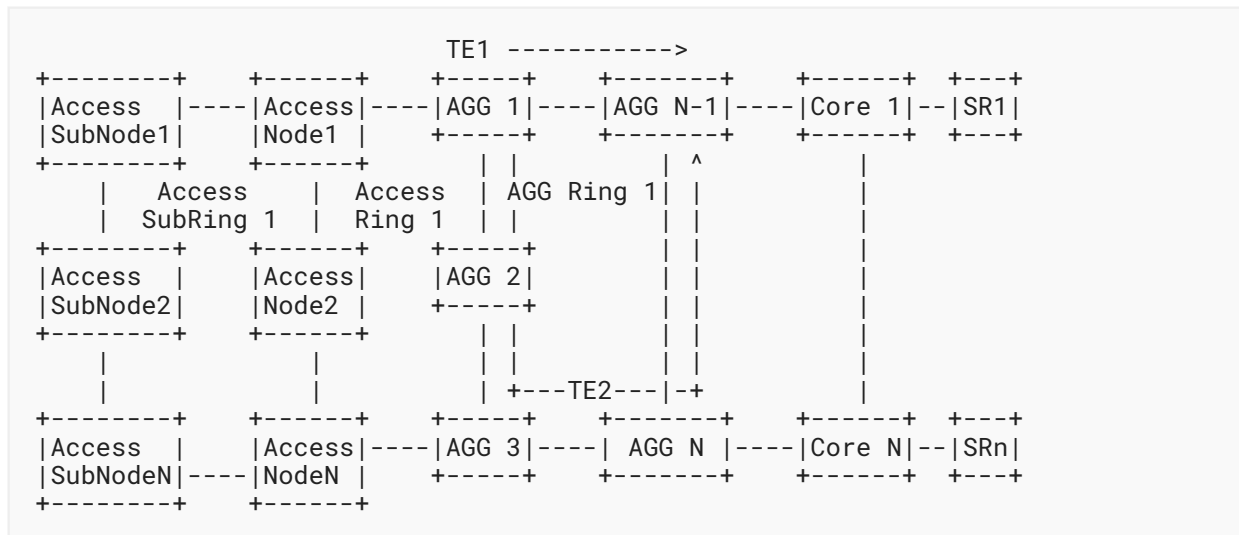 TE1 ----------->
+--------+    +------+    +-----+    +-------+    +------+  +---+
|Access  |----|Access|----|AGG 1|----|AGG N-1|----|Core 1|--|SR1|
|SubNode1|    |Node1 |    +-----+    +-------+    +------+  +---+
+--------+    +------+       | |         | ^          |
    |   Access    |  Access  | AGG Ring 1| |          |
    |  SubRing 1  |  Ring 1  | |         | |          |
+--------+    +------+    +-----+        | |          |
|Access  |    |Access|    |AGG 2|        | |          |
|SubNode2|    |Node2 |    +-----+        | |          |
+--------+    +------+       | |         | |          |
    |             |          | |         | |          |
    |             |          | +---TE2---|-+          |
+--------+    +------+    +-----+    +-------+    +------+  +---+
|Access  |    |Access|----|AGG 3|----| AGG N |----|Core N|--|SRn|
|SubNodeN|----|NodeN |    +-----+    +-------+    +------+  +---+
+--------+    +------+